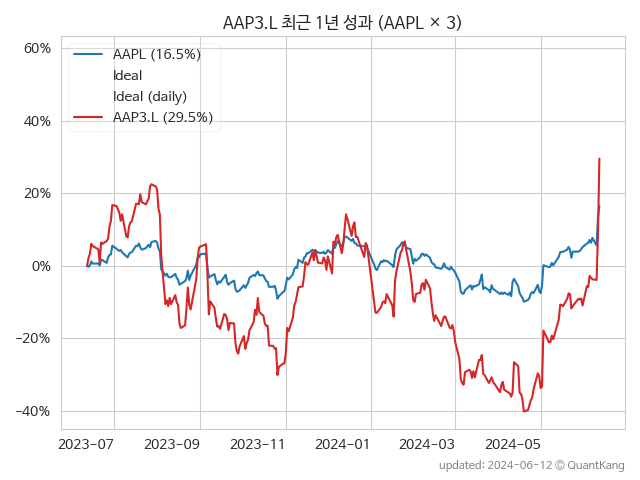 AAP3.L 최근 1년 성과 (AAPL × 3)
AAPL (16.5%)
Ideal
Ideal (daily)
AAP3.L (29.5%)
60%
40%
20%
0%
−20%
−40%
2023-07
2023-09
2023-11
2024-01
2024-03
2024-05
updated: 2024-06-12 © QuantKang